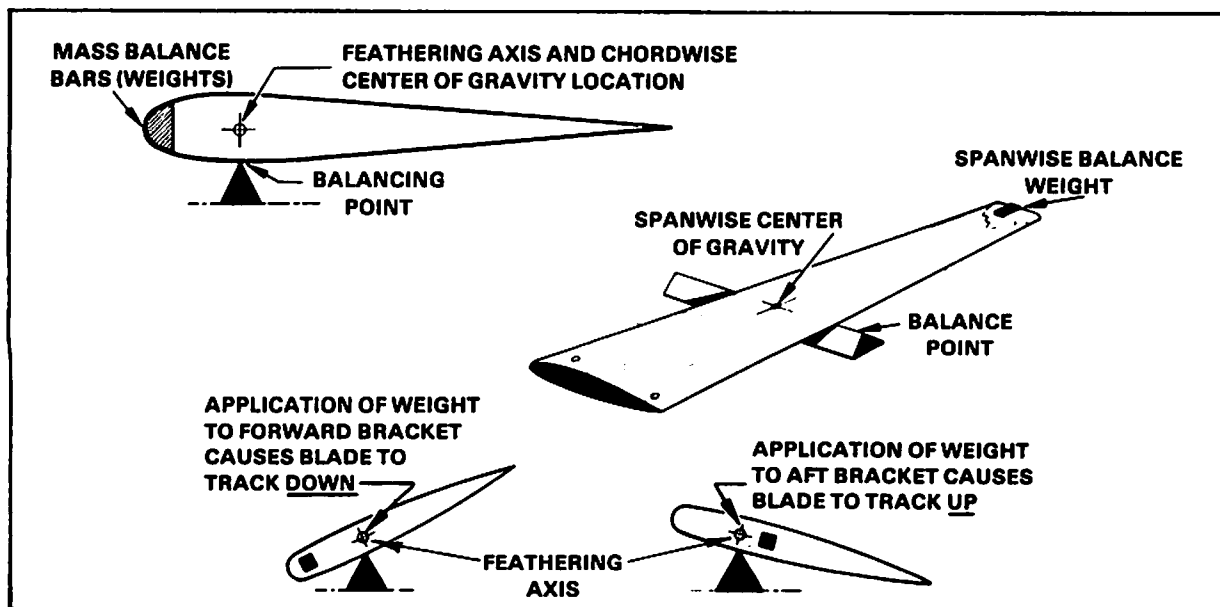 MASS BALANCE
BARS (WEIGHTS)
FEATHERING AXIS AND CHORDWISE
CENTER OF GRAVITY LOCATION
BALANCING
POINT
SPANWISE BALANCE
WEIGHT
SPANWISE CENTER
OF GRAVITY
BALANCE
POINT
APPLICATION OF WEIGHT
TO FORWARD BRACKET
CAUSES BLADE TO
TRACK DOWN
APPLICATION OF WEIGHT
TO AFT BRACKET CAUSES
BLADE TO TRACK UP
FEATHERING
AXIS